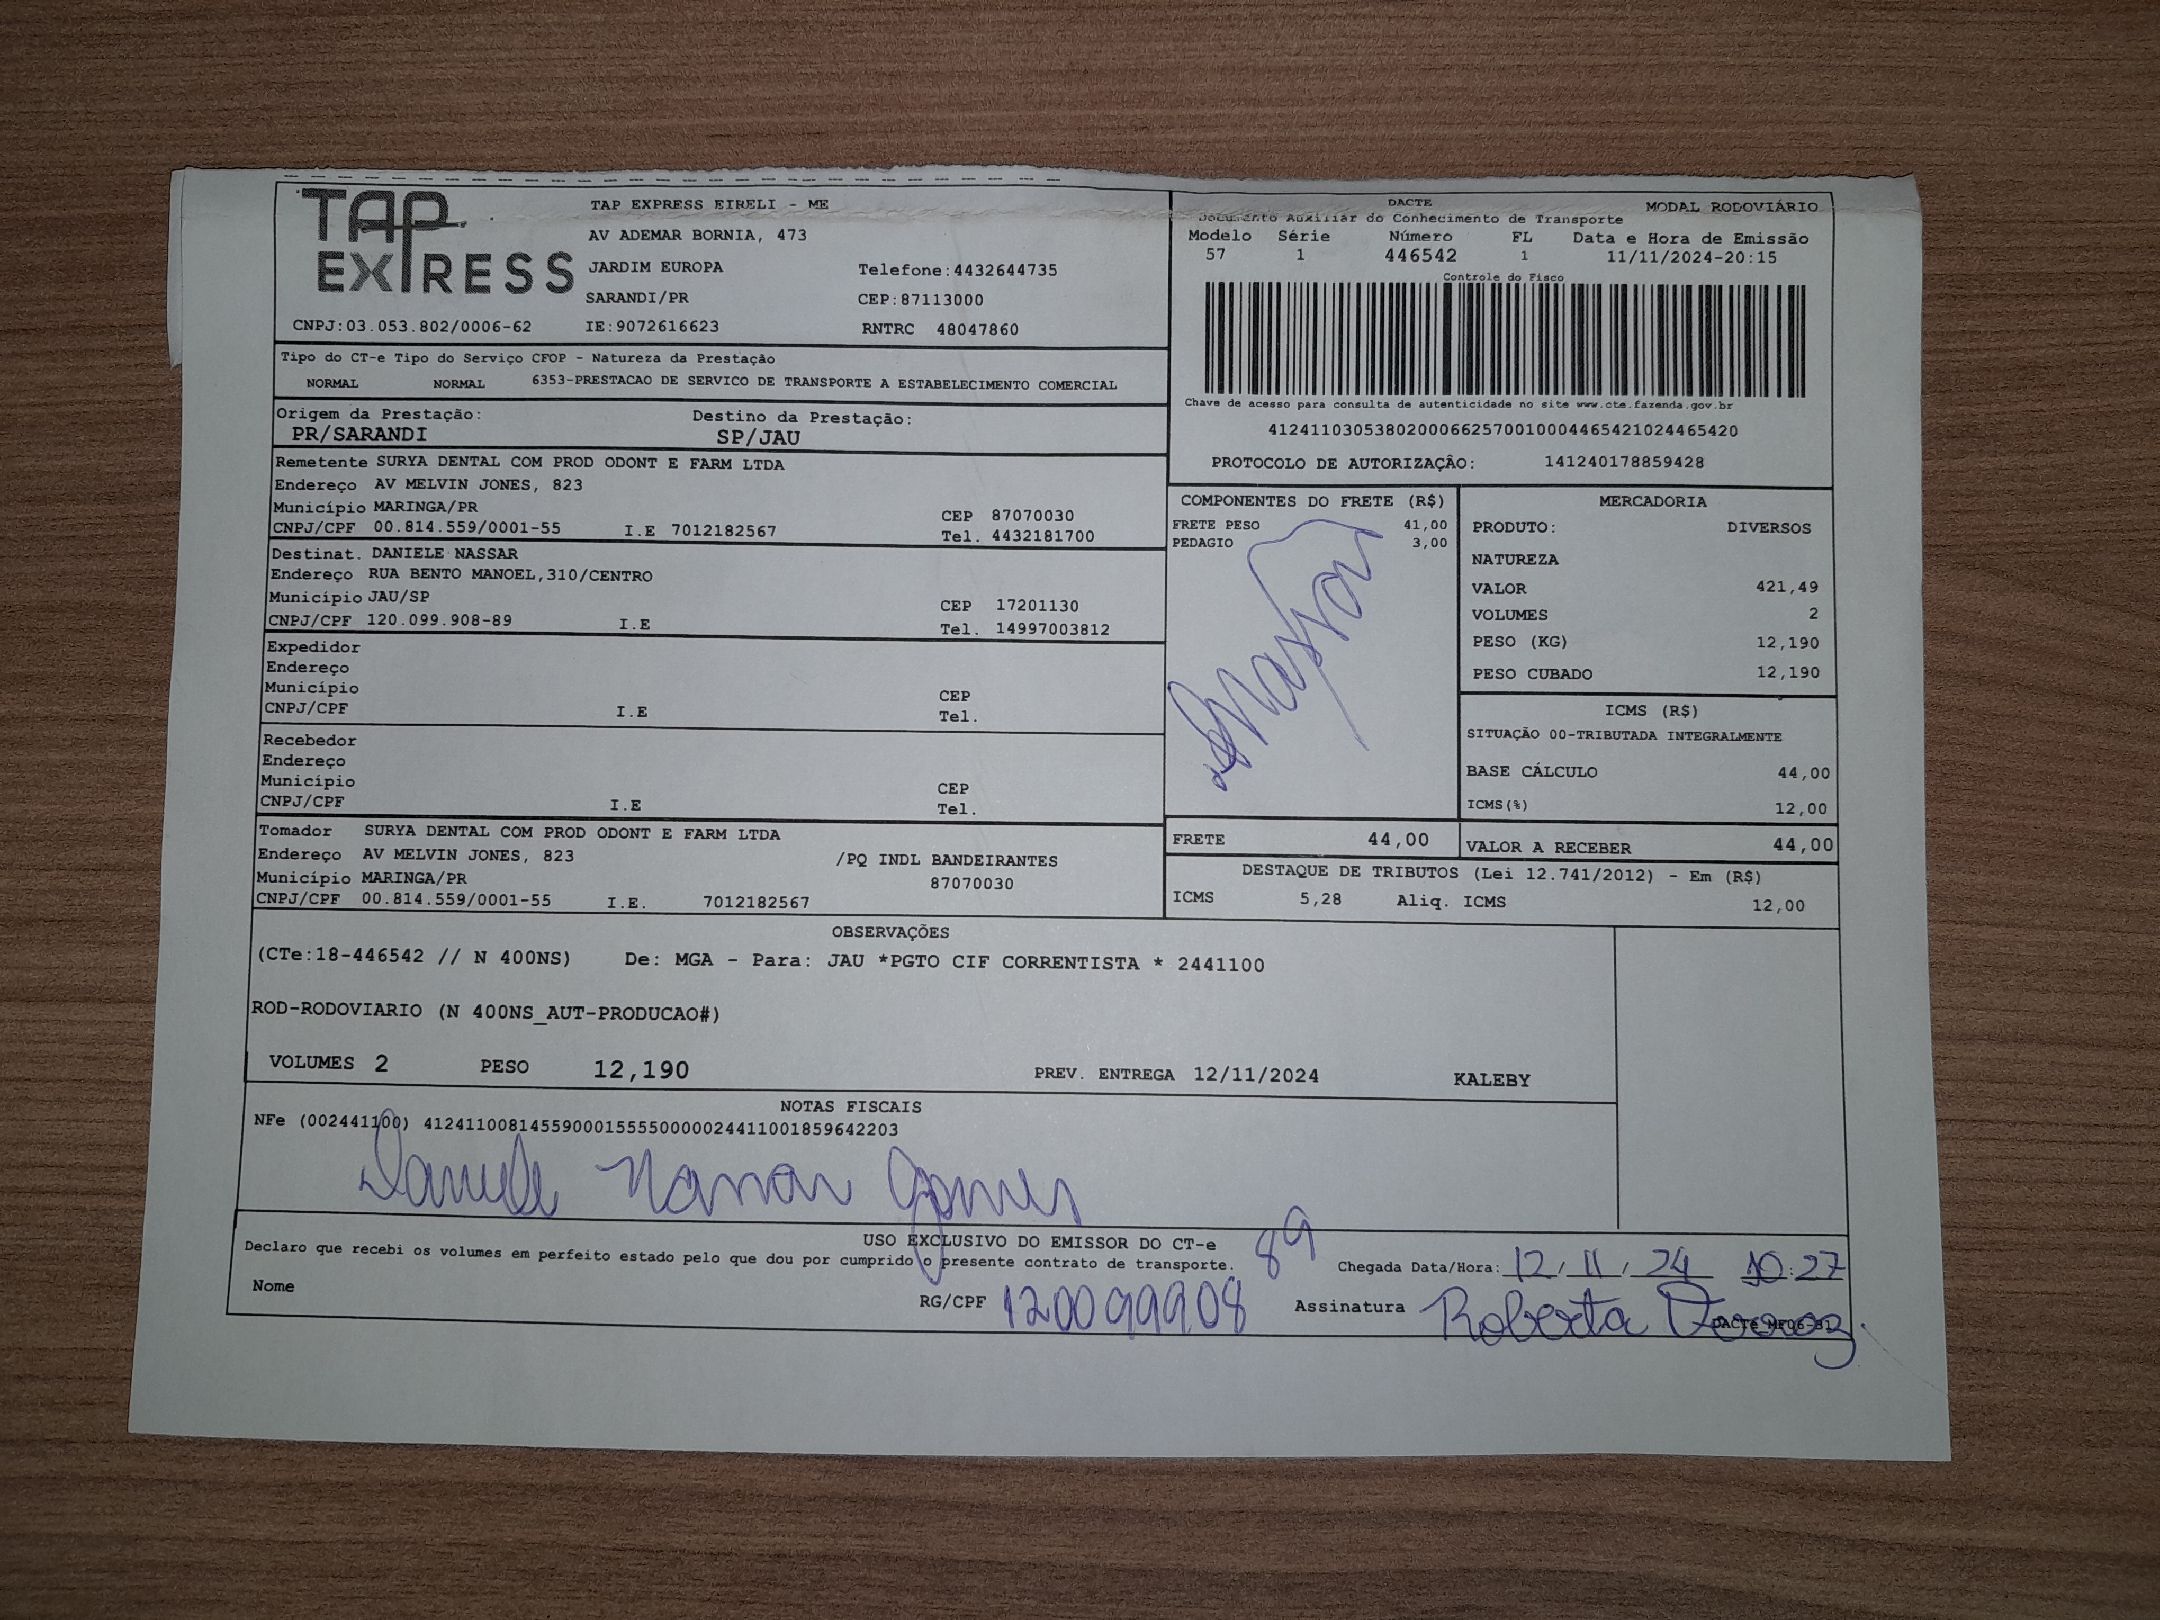 TAP EXPRESS
TAP EXPRESS EIRELI - ME
AV ADEMAR BORNIA, 473
JARDIM EUROPA Telefone:4432644735
SARANDI/PR CEP:87113000
CNPJ:03.053.802/0006-62 IE:9072616623 RNTRC 48047860
DACTE MODAL RODOVIÁRIO
Documento Auxiliar do Conhecimento de Transporte
Modelo Série Número FL Data e Hora de Emissão
57 1 446542 1 11/11/2024-20:15
Controle do Fisco
Chave de acesso para consulta de autenticidade no site www.cte.fazenda.gov.br
41241103053802000662570010004465421024465420
PROTOCOLO DE AUTORIZAÇÃO: 141240178859428
Tipo do CT-e Tipo do Serviço CFOP - Natureza da Prestação
NORMAL NORMAL 6353-PRESTACAO DE SERVICO DE TRANSPORTE A ESTABELECIMENTO COMERCIAL
Origem da Prestação: Destino da Prestação:
PR/SARANDI SP/JAU
Remetente SURYA DENTAL COM PROD ODONT E FARM LTDA
Endereço AV MELVIN JONES, 823
Município MARINGA/PR CEP 87070030
CNPJ/CPF 00.814.559/0001-55 I.E 7012182567 Tel. 4432181700
Destinat. DANIELE NASSAR
Endereço RUA BENTO MANOEL,310/CENTRO
Município JAU/SP CEP 17201130
CNPJ/CPF 120.099.908-89 I.E Tel. 14997003812
Expedidor
Endereço
Município CEP
CNPJ/CPF I.E Tel.
Recebedor
Endereço
Município CEP
CNPJ/CPF I.E Tel.
Tomador SURYA DENTAL COM PROD ODONT E FARM LTDA
Endereço AV MELVIN JONES, 823 /PQ INDL BANDEIRANTES
Município MARINGA/PR 87070030
CNPJ/CPF 00.814.559/0001-55 I.E. 7012182567
COMPONENTES DO FRETE (R$)
FRETE PESO 41,00
PEDAGIO 3,00
Nassar
FRETE 44,00
MERCADORIA
PRODUTO: DIVERSOS
NATUREZA
VALOR 421,49
VOLUMES 2
PESO (KG) 12,190
PESO CUBADO 12,190
ICMS (R$)
SITUAÇÃO 00-TRIBUTADA INTEGRALMENTE
BASE CÁLCULO 44,00
ICMS(%) 12,00
VALOR A RECEBER 44,00
DESTAQUE DE TRIBUTOS (Lei 12.741/2012) - Em (R$)
ICMS 5,28 Aliq. ICMS 12,00
OBSERVAÇÕES
(CTe:18-446542 // N 400NS) De: MGA - Para: JAU *PGTO CIF CORRENTISTA * 2441100
ROD-RODOVIARIO (N 400NS_AUT-PRODUCAO#)
VOLUMES 2 PESO 12,190 PREV. ENTREGA 12/11/2024 KALEBY
NOTAS FISCAIS
NFe (002441100) 41241100814559000155550000024411001859642203
Daniele Nassar Gomes
USO EXCLUSIVO DO EMISSOR DO CT-e
Declaro que recebi os volumes em perfeito estado pelo que dou por cumprido o presente contrato de transporte. 89 Chegada Data/Hora: 12/11/24 10:27
Nome RG/CPF 120099908 Assinatura Roberta
DACTE MF06-B1